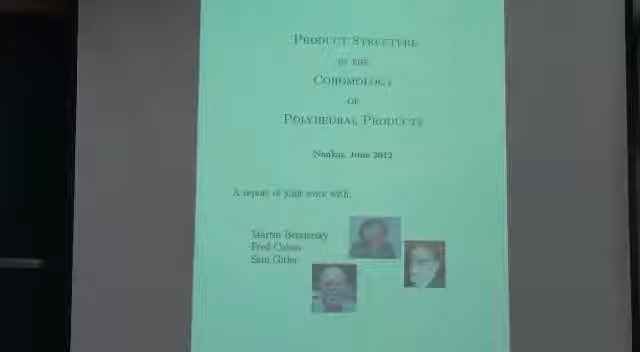 PRODUCT STRUCTURE
IN THE
COHOMOLOGY
OF
POLYHEDRAL PRODUCTS
Nankai, June 2012
A report of joint work with:
Martin Bendersky
Fred Cohen
Sam Gitler